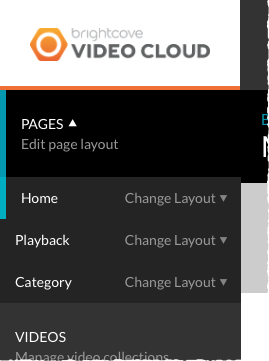 brightcove
VIDEO CLOUD
PAGES
Edit page layout
Home Change Layout
Playback Change Layout
Category Change Layout
VIDEOS
Manage video collections